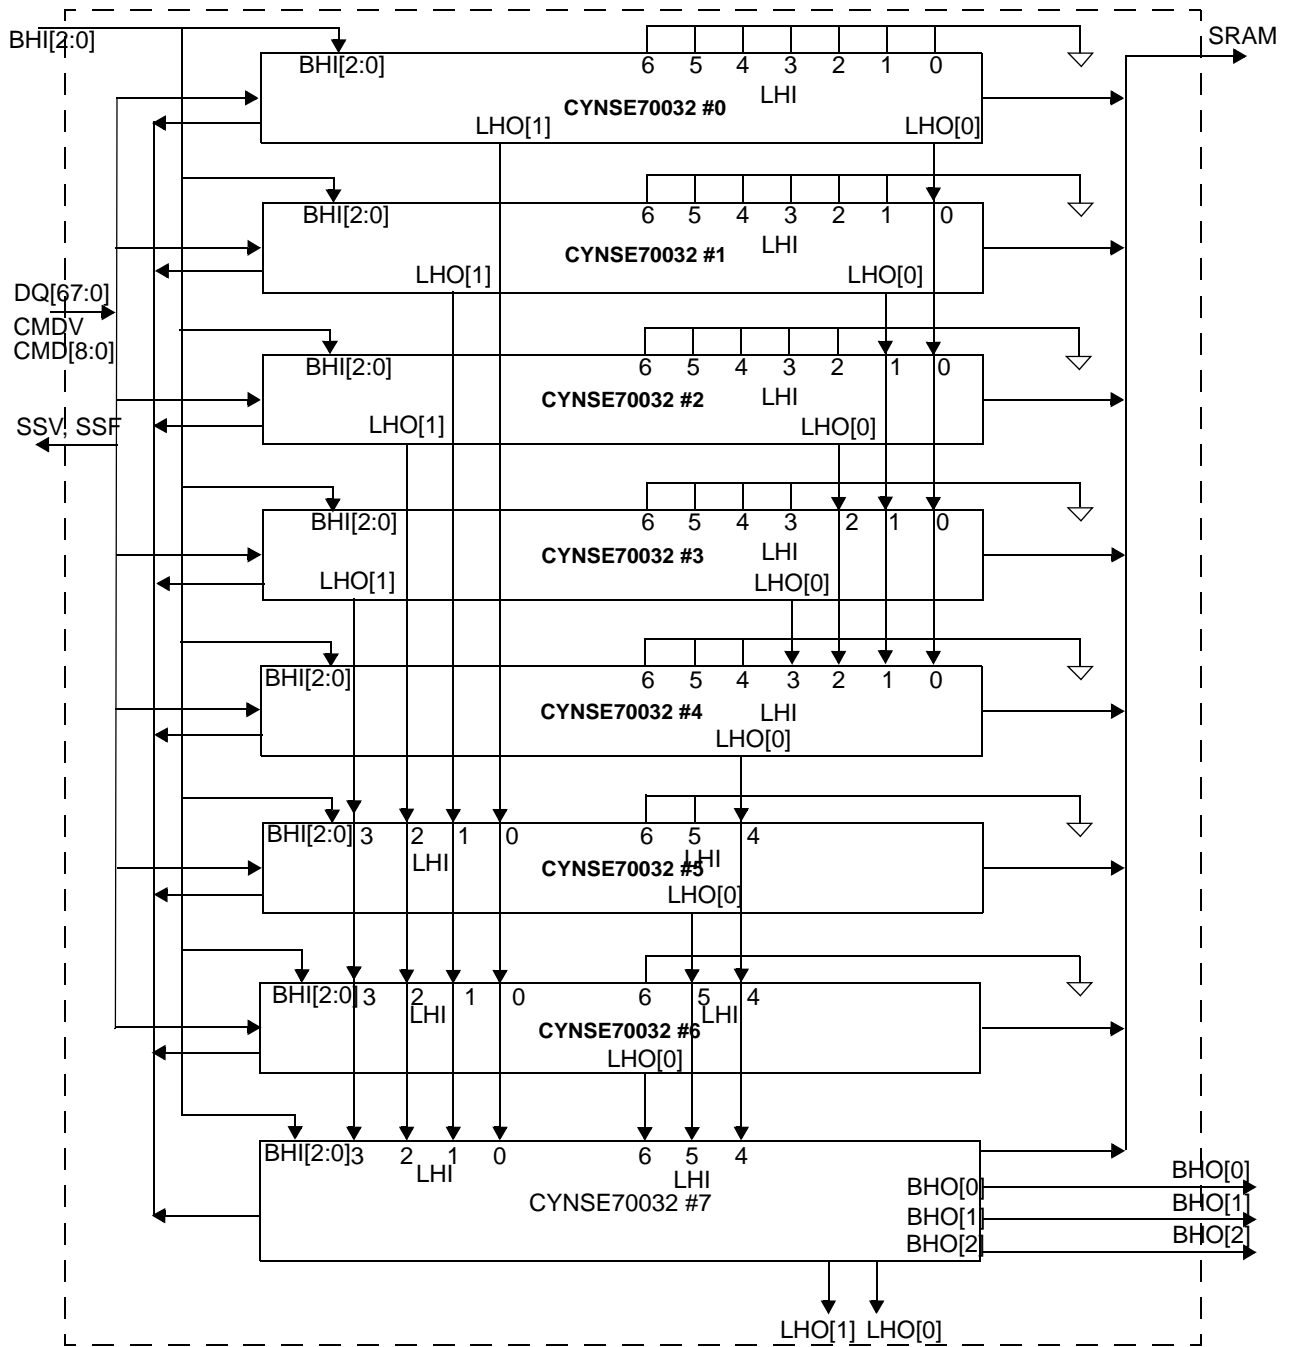 BHI[2:0] SRAM
BHI[2:0] 6 5 4 3 2 1 0
LHI
CYNSE70032 #0
LHO[1] LHO[0]
BHI[2:0] 6 5 4 3 2 1 0
LHI
CYNSE70032 #1
LHO[1] LHO[0]
DQ[67:0]
CMDV
CMD[8:0]
BHI[2:0] 6 5 4 3 2 1 0
LHI
CYNSE70032 #2
LHO[1] LHO[0]
SSV, SSF
BHI[2:0] 6 5 4 3 2 1 0
LHI
CYNSE70032 #3
LHO[1] LHO[0]
BHI[2:0] 6 5 4 3 2 1 0
LHI
CYNSE70032 #4
LHO[0]
BHI[2:0] 3 2 1 0 6 5 4
LHI LHI
CYNSE70032 #5
LHO[0]
BHI[2:0] 3 2 1 0 6 5 4
LHI LHI
CYNSE70032 #6
LHO[0]
BHI[2:0] 3 2 1 0 6 5 4
LHI LHI
CYNSE70032 #7
BHO[0] BHO[0]
BHO[1] BHO[1]
BHO[2] BHO[2]
LHO[1] LHO[0]